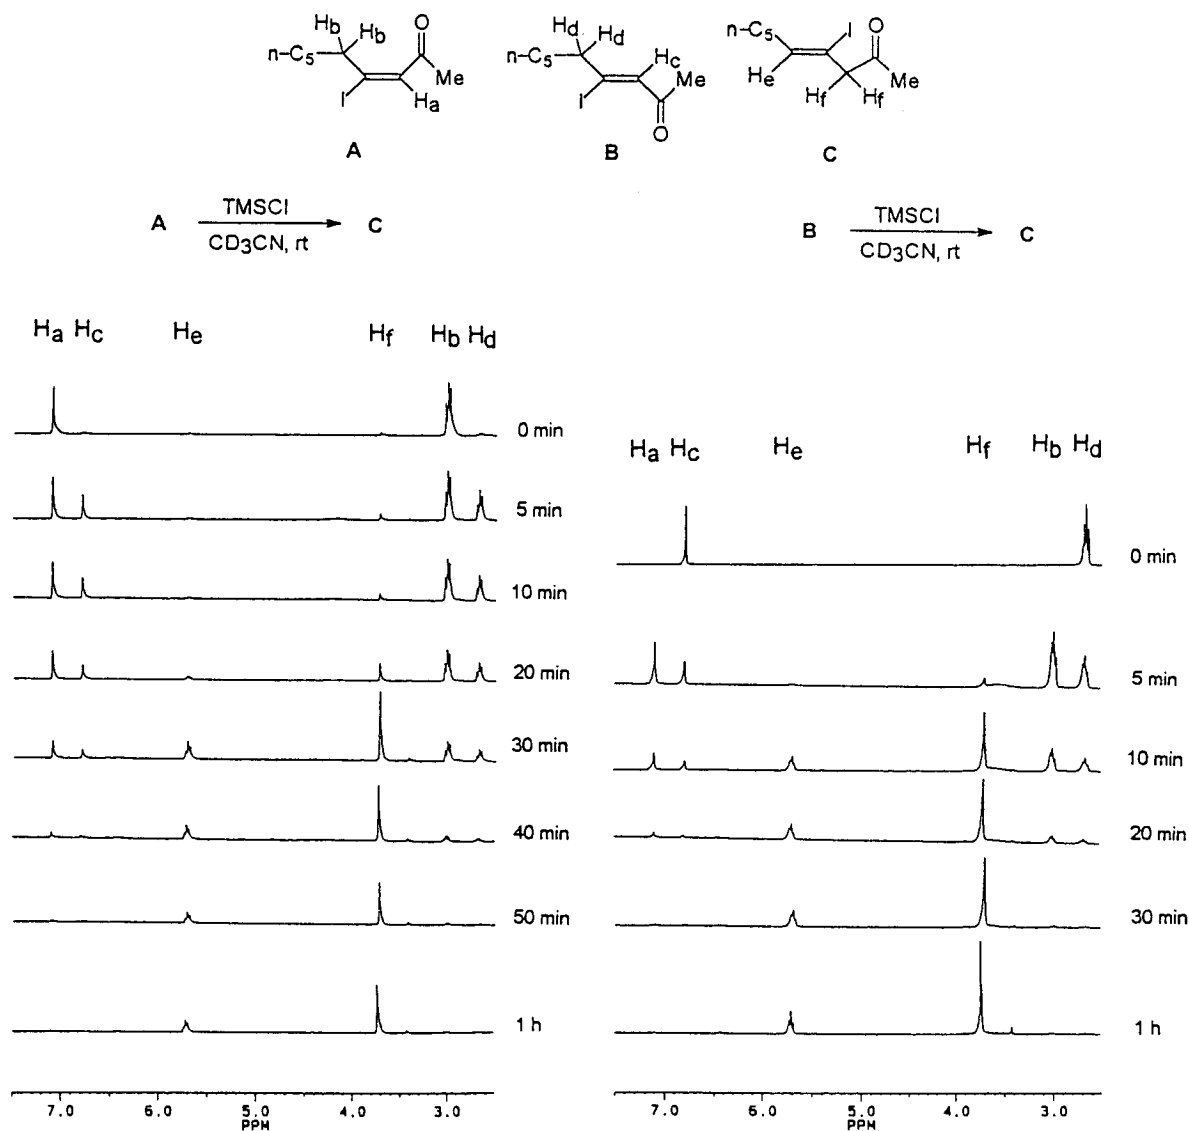 Hb Hb O
n-C5 Me
I Ha
A
Hd Hd
n-C5 Hc Me
I O
B
n-C5 I O
He Me
Hf Hf
C
A TMSCl C
CD3CN, rt
B TMSCl C
CD3CN, rt
Ha Hc He Hf Hb Hd
0 min
5 min
10 min
20 min
30 min
40 min
50 min
1 h
7.0 6.0 5.0 4.0 3.0
PPM
Ha Hc He Hf Hb Hd
0 min
5 min
10 min
20 min
30 min
1 h
7.0 6.0 5.0 4.0 3.0
PPM